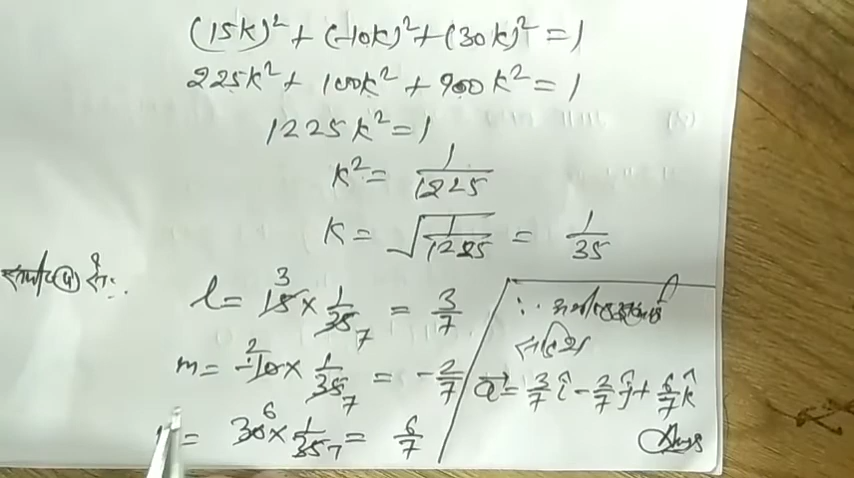 (15k)² + (-10k)² + (30k)² = 1
225k² + 100k² + 900k² = 1
1225k² = 1
k² = 1/1225
k = √(1/1225) = 1/35
l = 15 × 1/35 = 3/7
m = -10 × 1/35 = -2/7
= 30 × 1/35 = 6/7
∴
सदिश
a⃗ = 3/7 î - 2/7 ĵ + 6/7 k̂
Ans